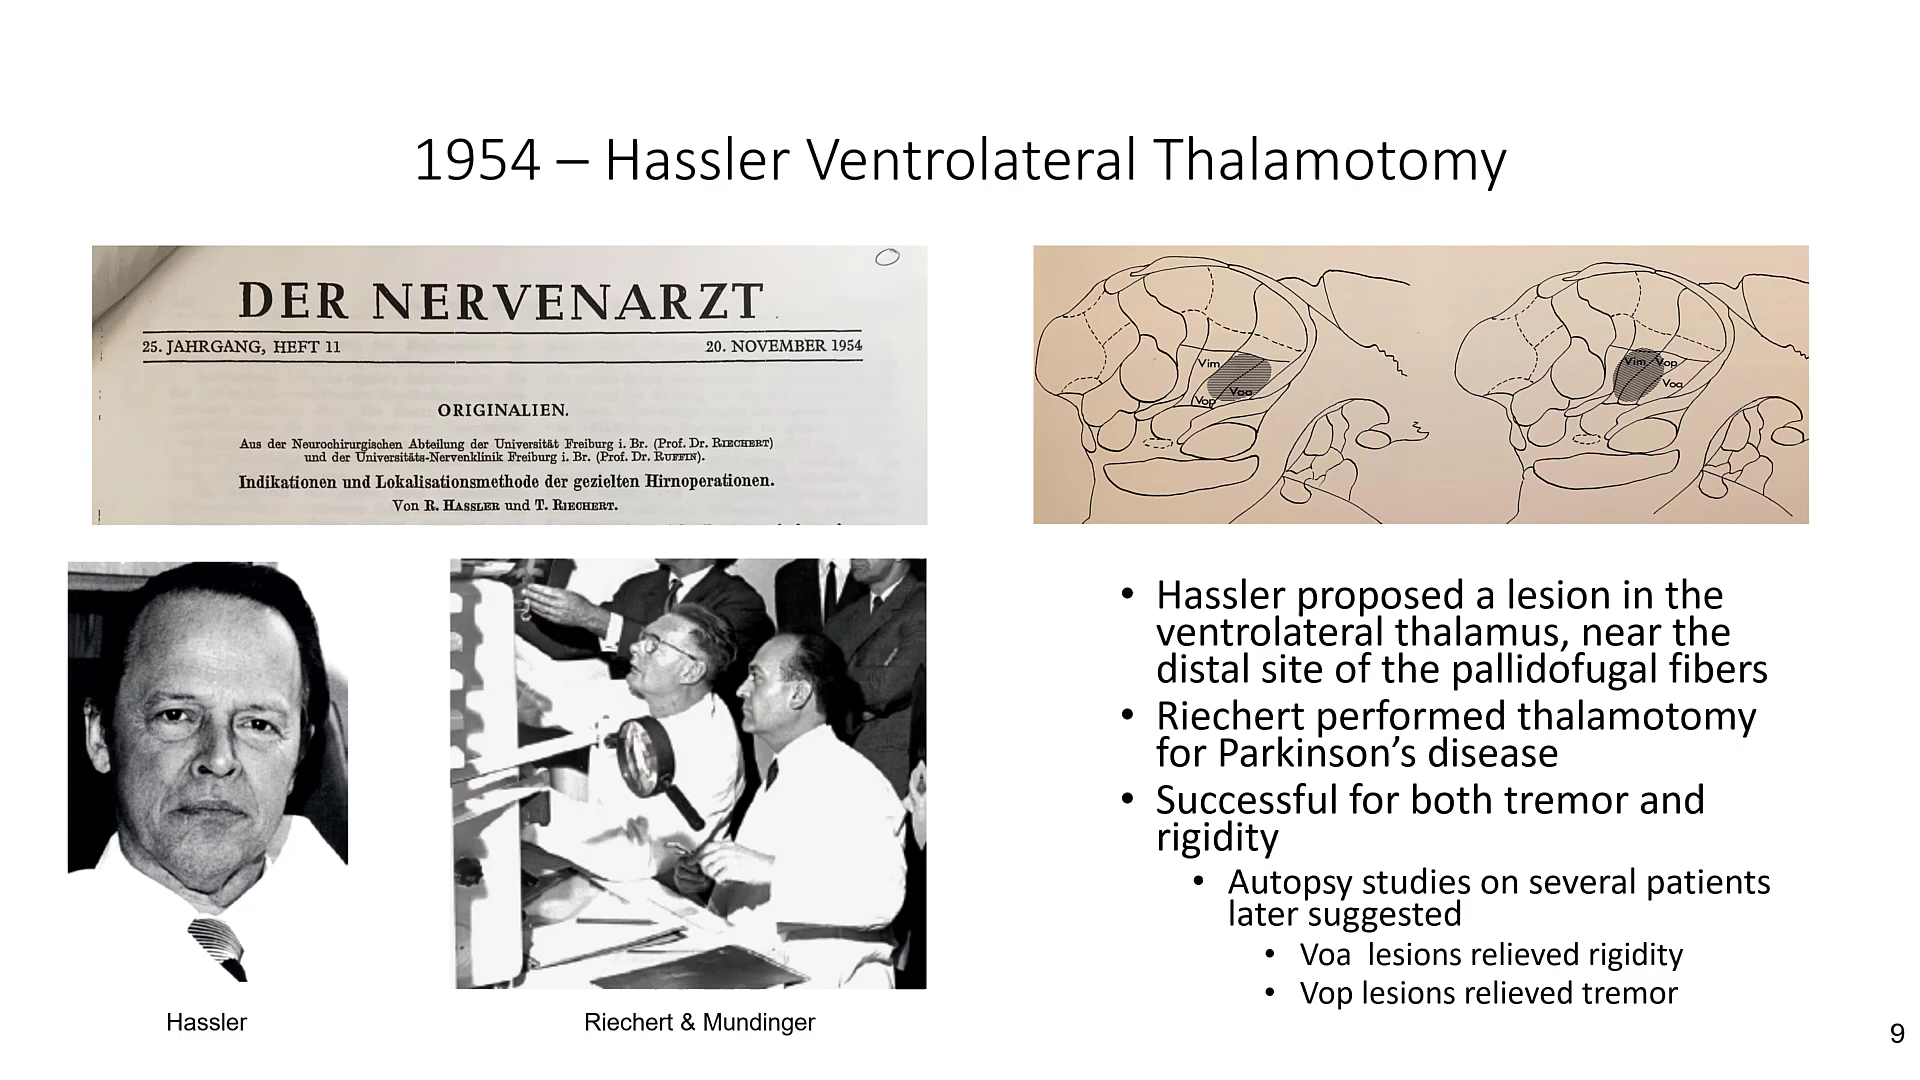 1954 – Hassler Ventrolateral Thalamotomy
DER NERVENARZT
25. JAHRGANG, HEFT 11 20. NOVEMBER 1954
ORIGINALIEN.
Aus der Neurochirurgischen Abteilung der Universität Freiburg i. Br. (Prof. Dr. RIECHERT)
und der Universitäts-Nervenklinik Freiburg i. Br. (Prof. Dr. RUFFIN).
Indikationen und Lokalisationsmethode der gezielten Hirnoperationen.
Von R. HASSLER und T. RIECHERT.
Vim
Voa
Vop
Vim Vop
Voa
• Hassler proposed a lesion in the
ventrolateral thalamus, near the
distal site of the pallidofugal fibers
• Riechert performed thalamotomy
for Parkinson’s disease
• Successful for both tremor and
rigidity
• Autopsy studies on several patients
later suggested
• Voa lesions relieved rigidity
• Vop lesions relieved tremor
Hassler
Riechert & Mundinger
9